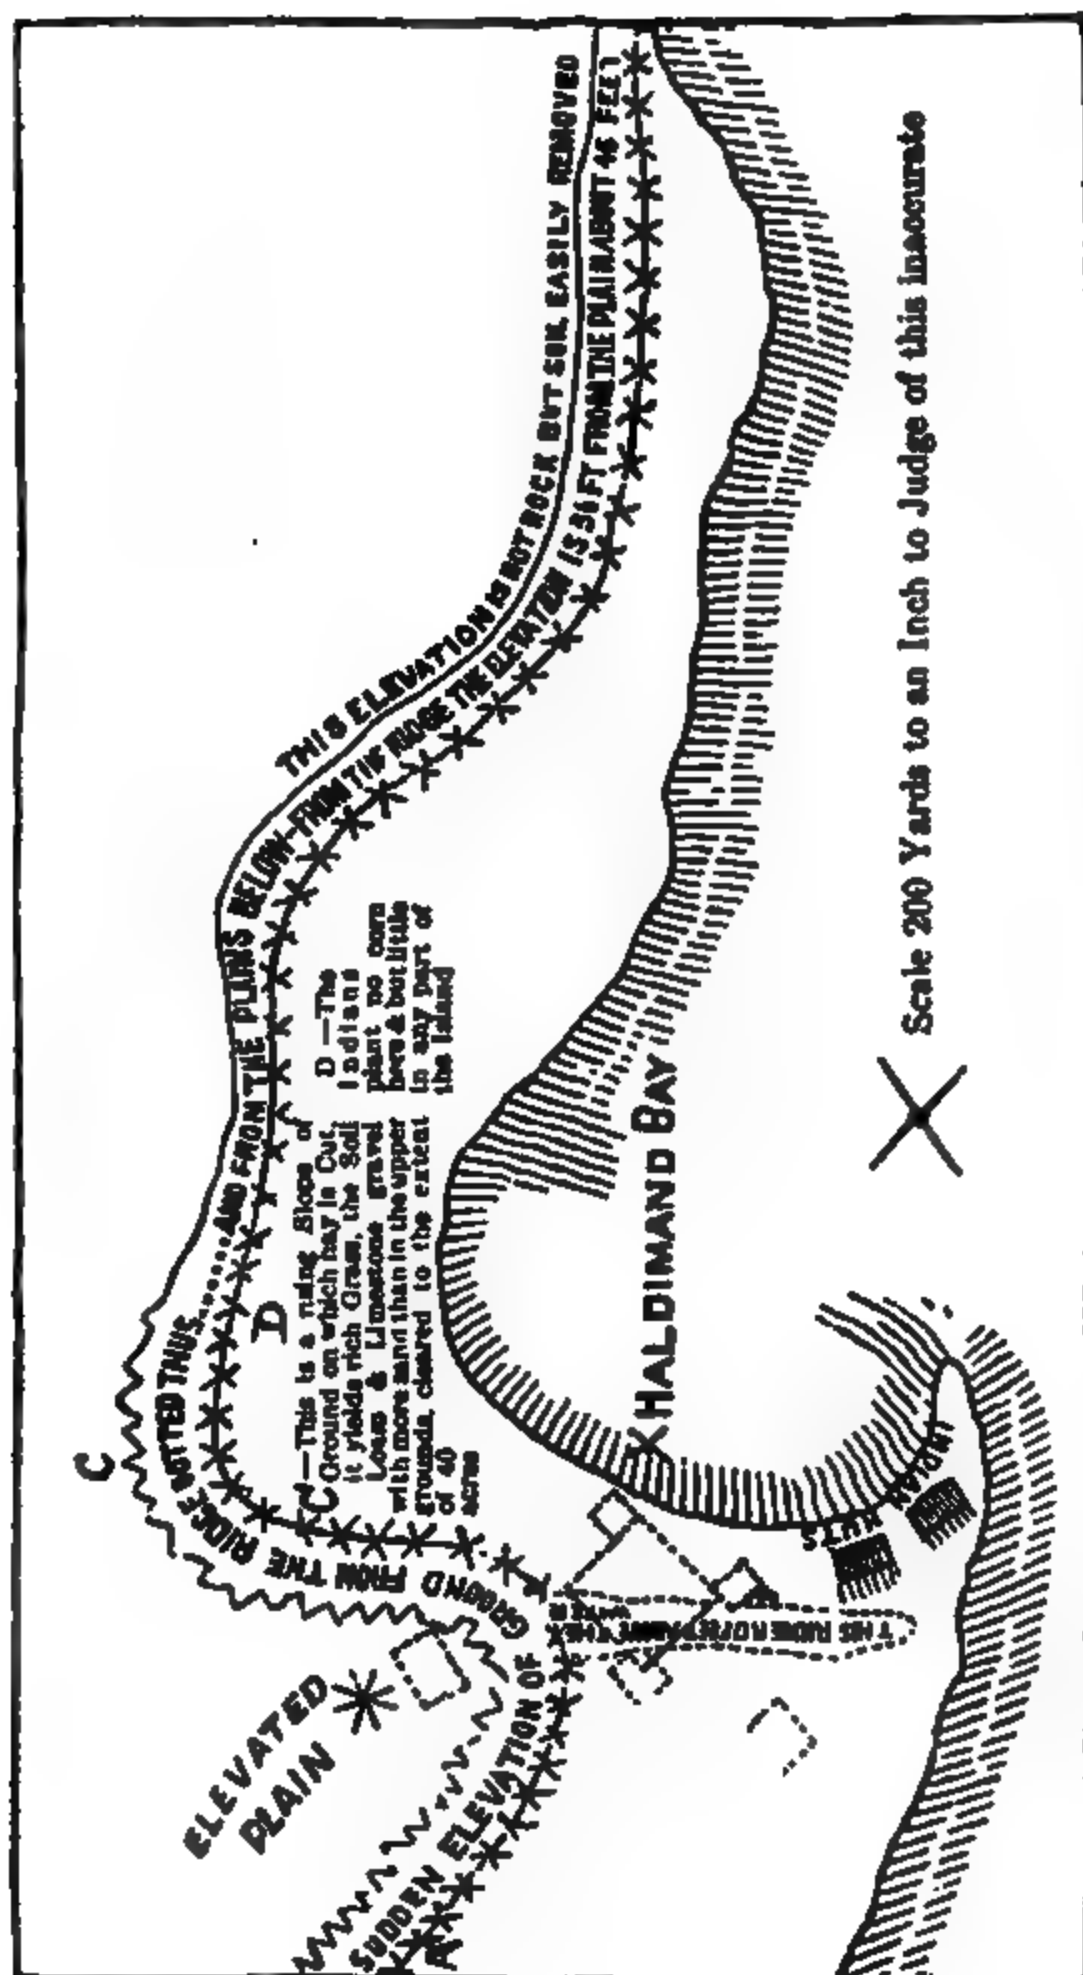 THIS ELEVATION IS NOT ROCK BUT SOIL EASILY REMOVED
SUDDEN ELEVATION OF GOUND FROM THE RIDGE DOTTED THUS........AND FROM THE PLAINS BELOW-FROM THE RIDGE THE ELEVATION IS 36 FT FROM THE PLAIN ABOUT 46 FEET
C
D
ELEVATED
PLAIN
C—This is a rising Slope of
Ground on which hay is Cut,
it yields rich Grass, the Soil
Lous & Limestone gravel
with more sand than in the upper
grounds, cleared to the extent
of 40
acres
D—The
Indians
plant no corn
here & but little
in any part of
the Island
HALDIMAND BAY
INDIAN
HUTS
THIS RIDGE
THE
A
Scale 200 Yards to an Inch to Judge of this inaccurate